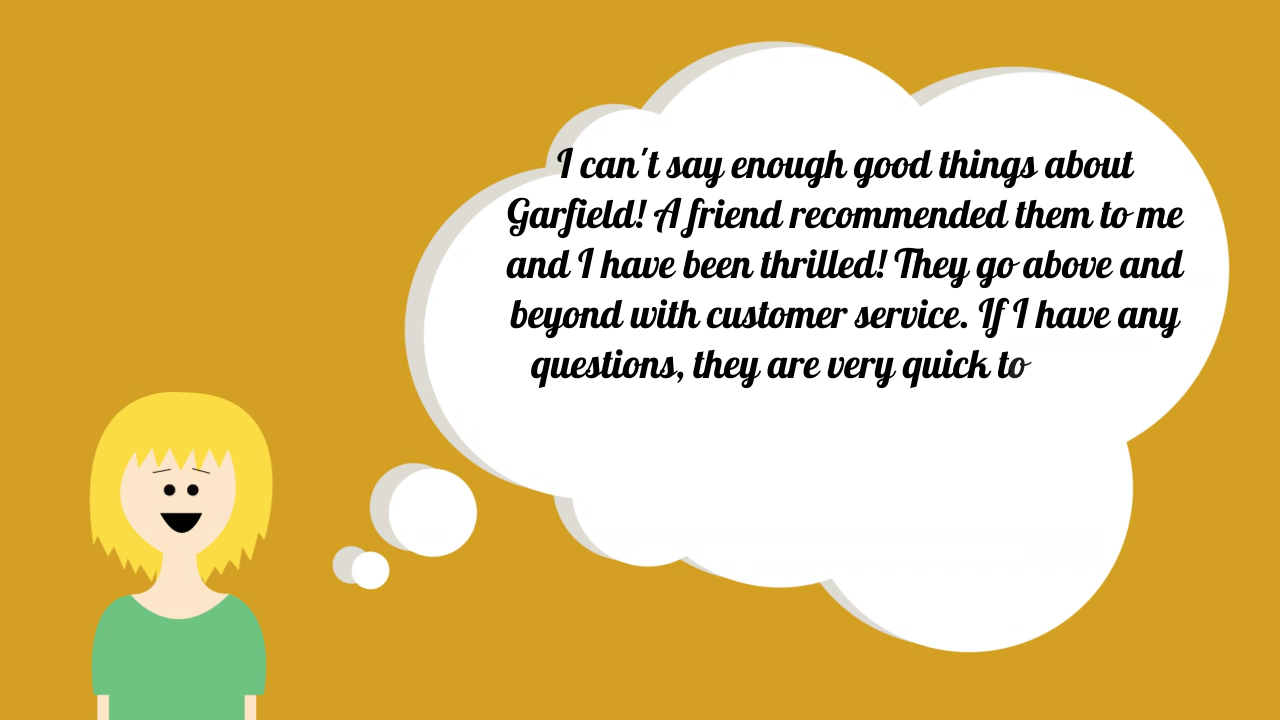 I can't say enough good things about
Garfield! A friend recommended them to me
and I have been thrilled! They go above and
beyond with customer service. If I have any
questions, they are very quick to